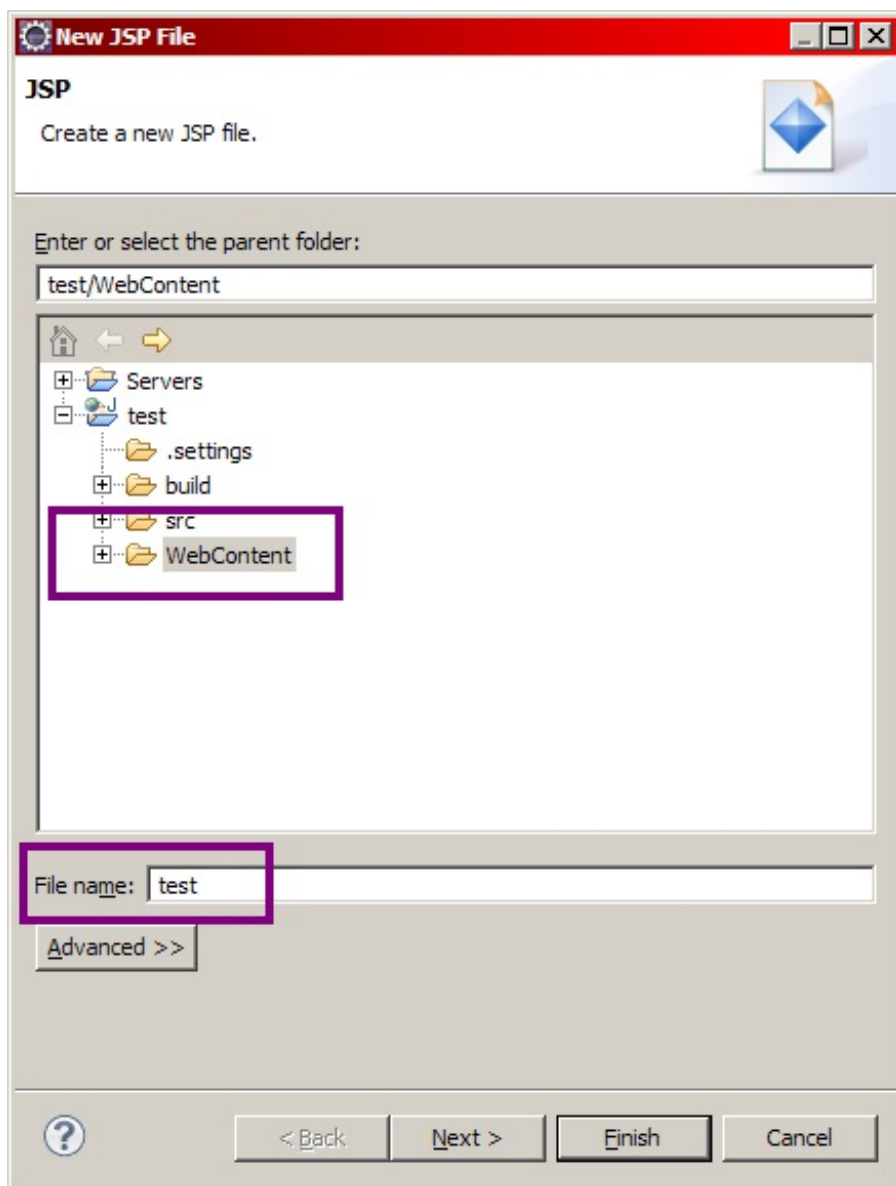 New JSP File
JSP
Create a new JSP file.
Enter or select the parent folder:
test/WebContent
Servers
test
.settings
build
src
WebContent
File name: test
Advanced >>
< Back Next > Finish Cancel